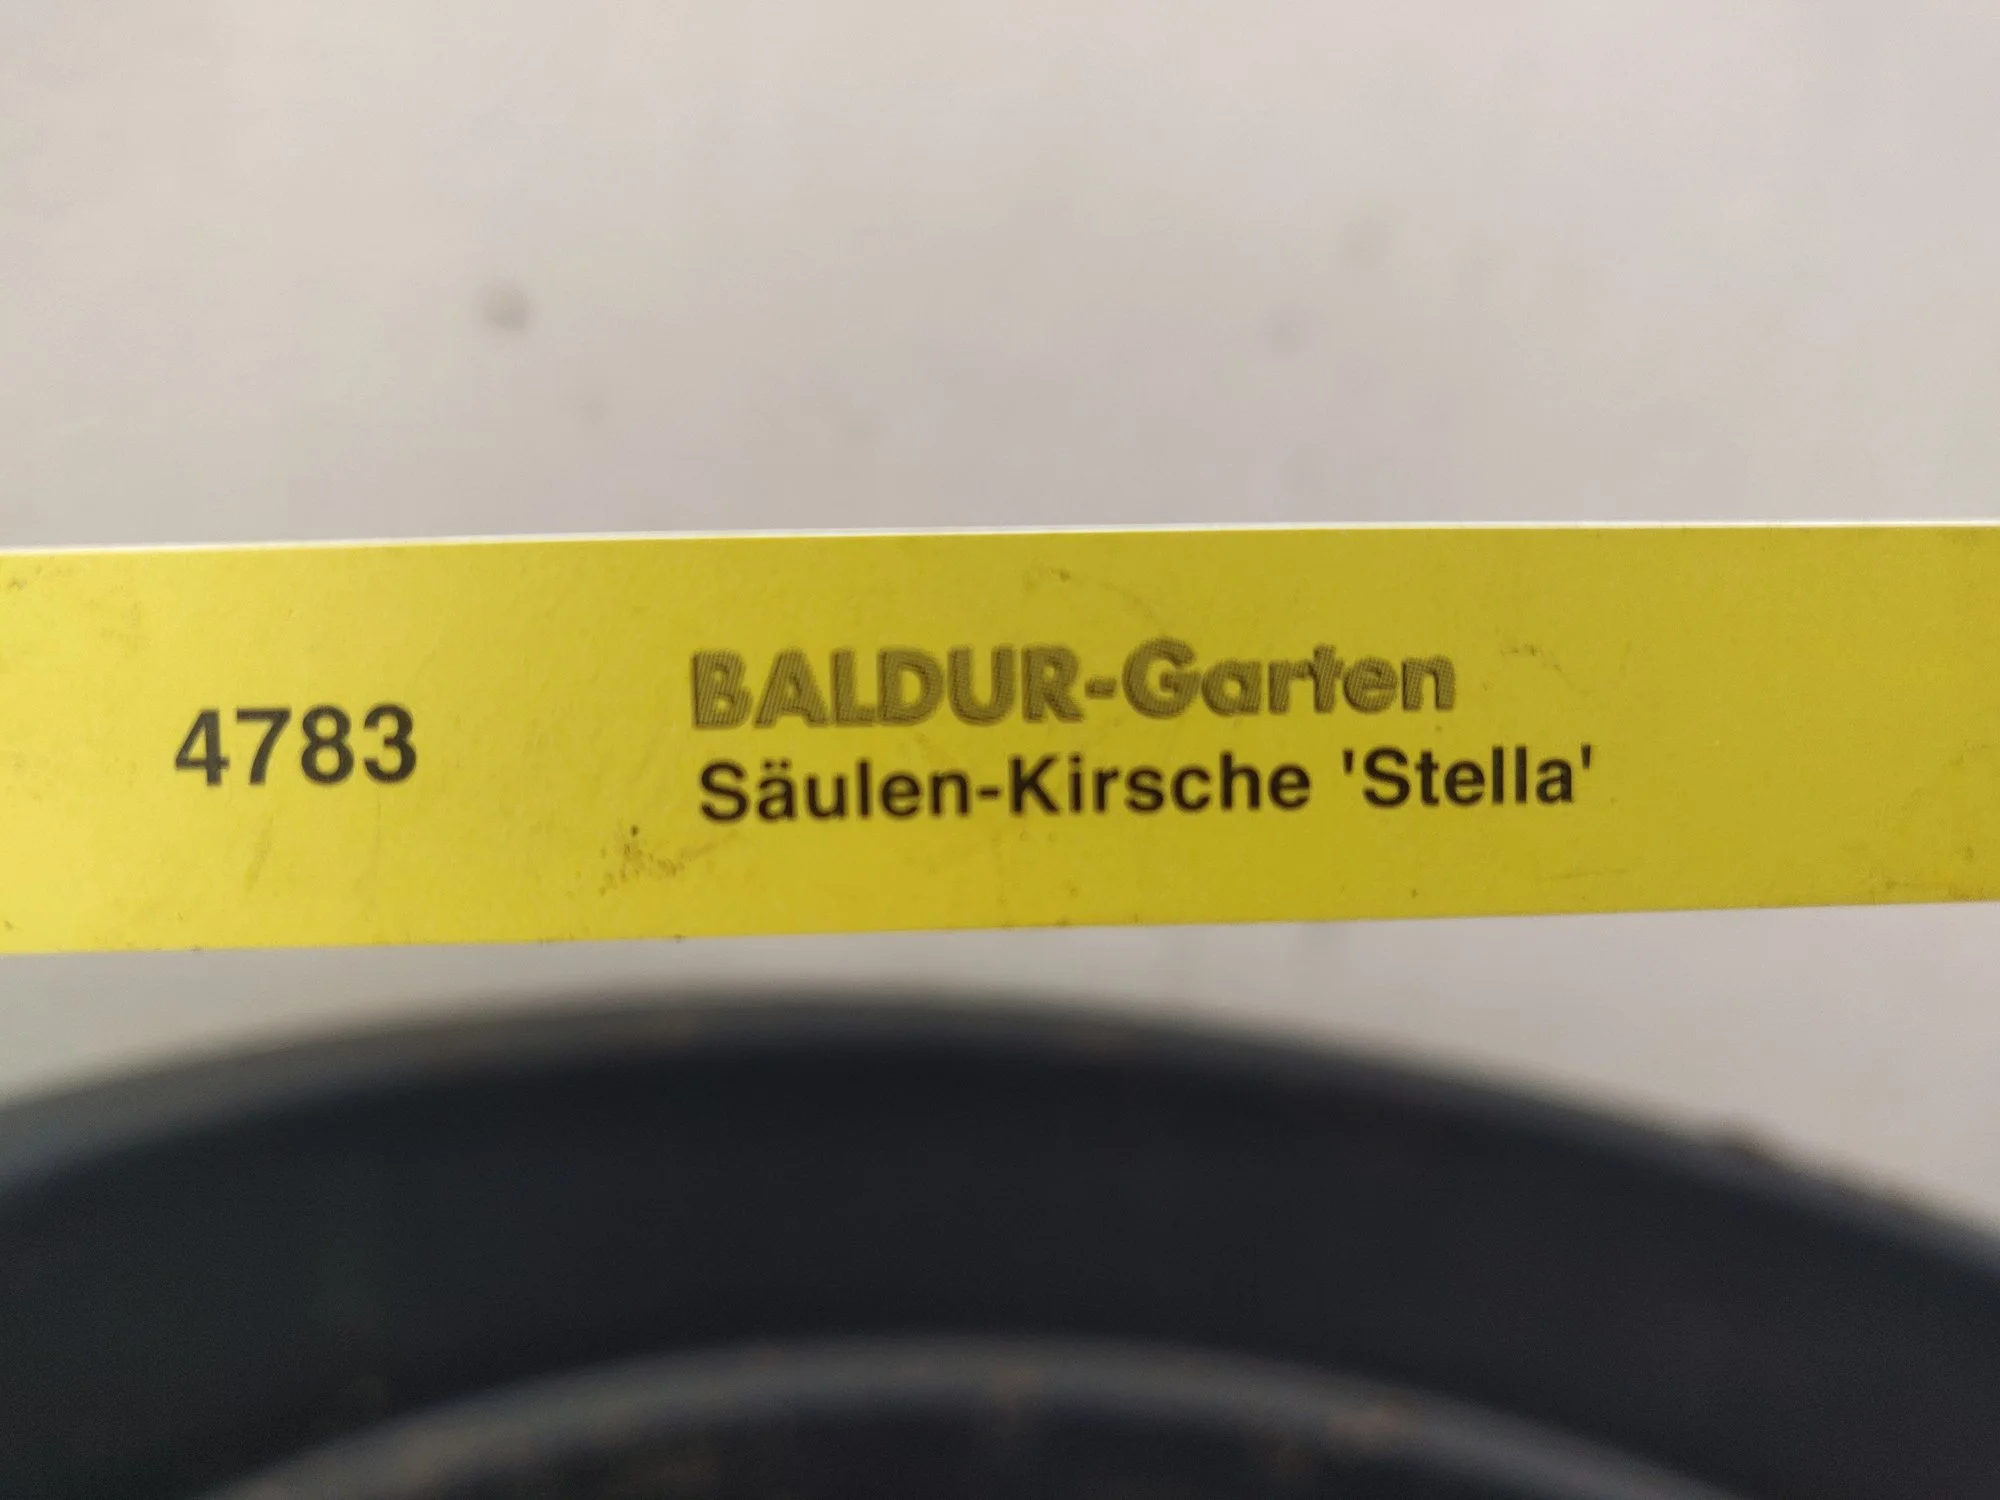 4783
BALDUR-Garten
Säulen-Kirsche 'Stella'